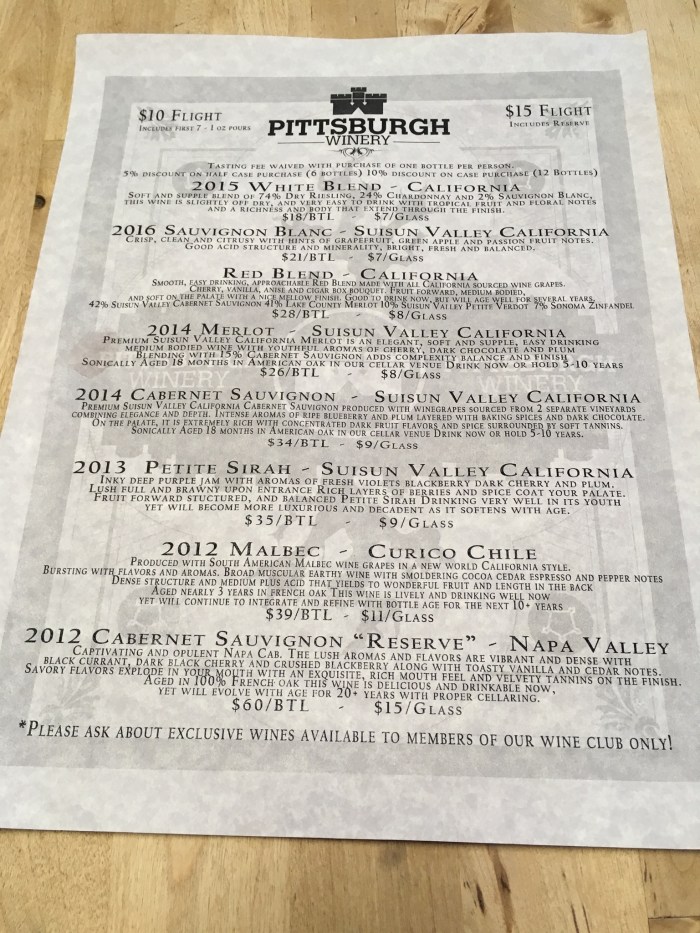 $10 Flight
Includes first 7 - 1 oz pours
$15 Flight
Includes Reserve
PITTSBURGH
WINERY
Tasting fee waived with purchase of one bottle per person.
5% discount on half case purchase (6 bottles) 10% discount on case purchase (12 Bottles)
2015 White Blend - California
Soft and supple blend of 74% Dry Riesling, 24% Chardonnay and 2% Sauvignon Blanc,
this wine is slightly off dry, and very easy to drink with tropical fruit and floral notes
and a richness and body that extend through the finish.
$18/BTL - $7/Glass
2016 Sauvignon Blanc - Suisun Valley California
Crisp, clean and citrusy with hints of grapefruit, green apple and passion fruit notes.
Good acid structure and minerality, bright, fresh and balanced.
$21/BTL - $7/Glass
Red Blend - California
Smooth, easy drinking, approachable Red Blend made with all California sourced wine grapes.
Cherry, vanilla, anise and cigar box bouquet. Fruit forward, medium bodied,
and soft on the palate with a nice mellow finish. Good to drink now, but will age well for several years.
42% Suisun Valley Cabernet Sauvignon 41% Lake County Merlot 10% Suisun Valley Petite Verdot 7% Sonoma Zinfandel
$28/BTL - $8/Glass
2014 Merlot - Suisun Valley California
Premium Suisun Valley California Merlot is an elegant, soft and supple, easy drinking
medium bodied wine with youthful aromas of cherry, dark chocolate and plum
Blending with 15% Cabernet Sauvignon adds complexity balance and finish
Sonically Aged 18 months in American oak in our cellar venue Drink now or hold 5-10 years
$26/BTL - $8/Glass
2014 Cabernet Sauvignon - Suisun Valley California
Premium Suisun Valley California Cabernet Sauvignon produced with winegrapes sourced from 2 separate vineyards
combining elegance and depth. Intense aromas of ripe blueberry and plum layered with baking spices and dark chocolate.
On the palate, it is extremely rich with concentrated dark fruit flavors and spice surrounded by soft tannins.
Sonically Aged 18 months in American oak in our cellar venue Drink now or hold 5-10 years.
$34/BTL - $9/Glass
2013 Petite Sirah - Suisun Valley California
Inky deep purple jam with aromas of fresh violets blackberry dark cherry and plum.
Lush full and brawny upon entrance Rich layers of berries and spice coat your palate.
Fruit forward stuctured, and balanced Petite Sirah Drinking very well in its youth
yet will become more luxurious and decadent as it softens with age.
$35/BTL - $9/Glass
2012 Malbec - Curico Chile
Produced with South American Malbec wine grapes in a new world California style.
Bursting with flavors and aromas. Broad muscular earthy wine with smoldering cocoa cedar espresso and pepper notes
Dense structure and medium plus acid that yields to wonderful fruit and length in the back
Aged nearly 3 years in french oak This wine is lively and drinking well now
yet will continue to integrate and refine with bottle age for the next 10+ years
$39/BTL - $11/Glass
2012 Cabernet Sauvignon "Reserve" - Napa Valley
Captivating and opulent Napa Cab. The lush aromas and flavors are vibrant and dense with
black currant, dark black cherry and crushed blackberry along with toasty vanilla and cedar notes.
Savory flavors explode in your mouth with an exquisite, rich mouth feel and velvety tannins on the finish.
Aged in 100% French oak this wine is delicious and drinkable now,
yet will evolve with age for 20+ years with proper cellaring.
$60/BTL - $15/Glass
*Please ask about exclusive wines available to members of our wine club only!